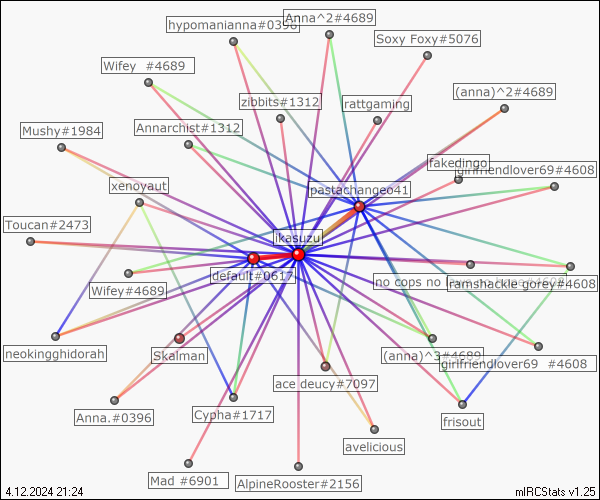 hypomanianna#0396
Anna^2#4689
Soxy Foxy#5076
Wifey #4689
(anna)^2#4689
zibbits#1312
rattgaming
Mushy#1984
Annarchist#1312
fakedingo
girlfriendlover69#4608
xenoyaut
pastachangeo41
Toucan#2473
ikasuzu
default#0617
no cops no
gorey#4608
Wifey#4689
neokingghidorah
Skalman
(anna)^3#4689
girlfriendlover69 #4608
ace deucy#7097
Anna.#0396
Cypha#1717
frisout
avelicious
Mad #6901
AlpineRooster#2156
4.12.2024 21:24
mIRCStats v1.25